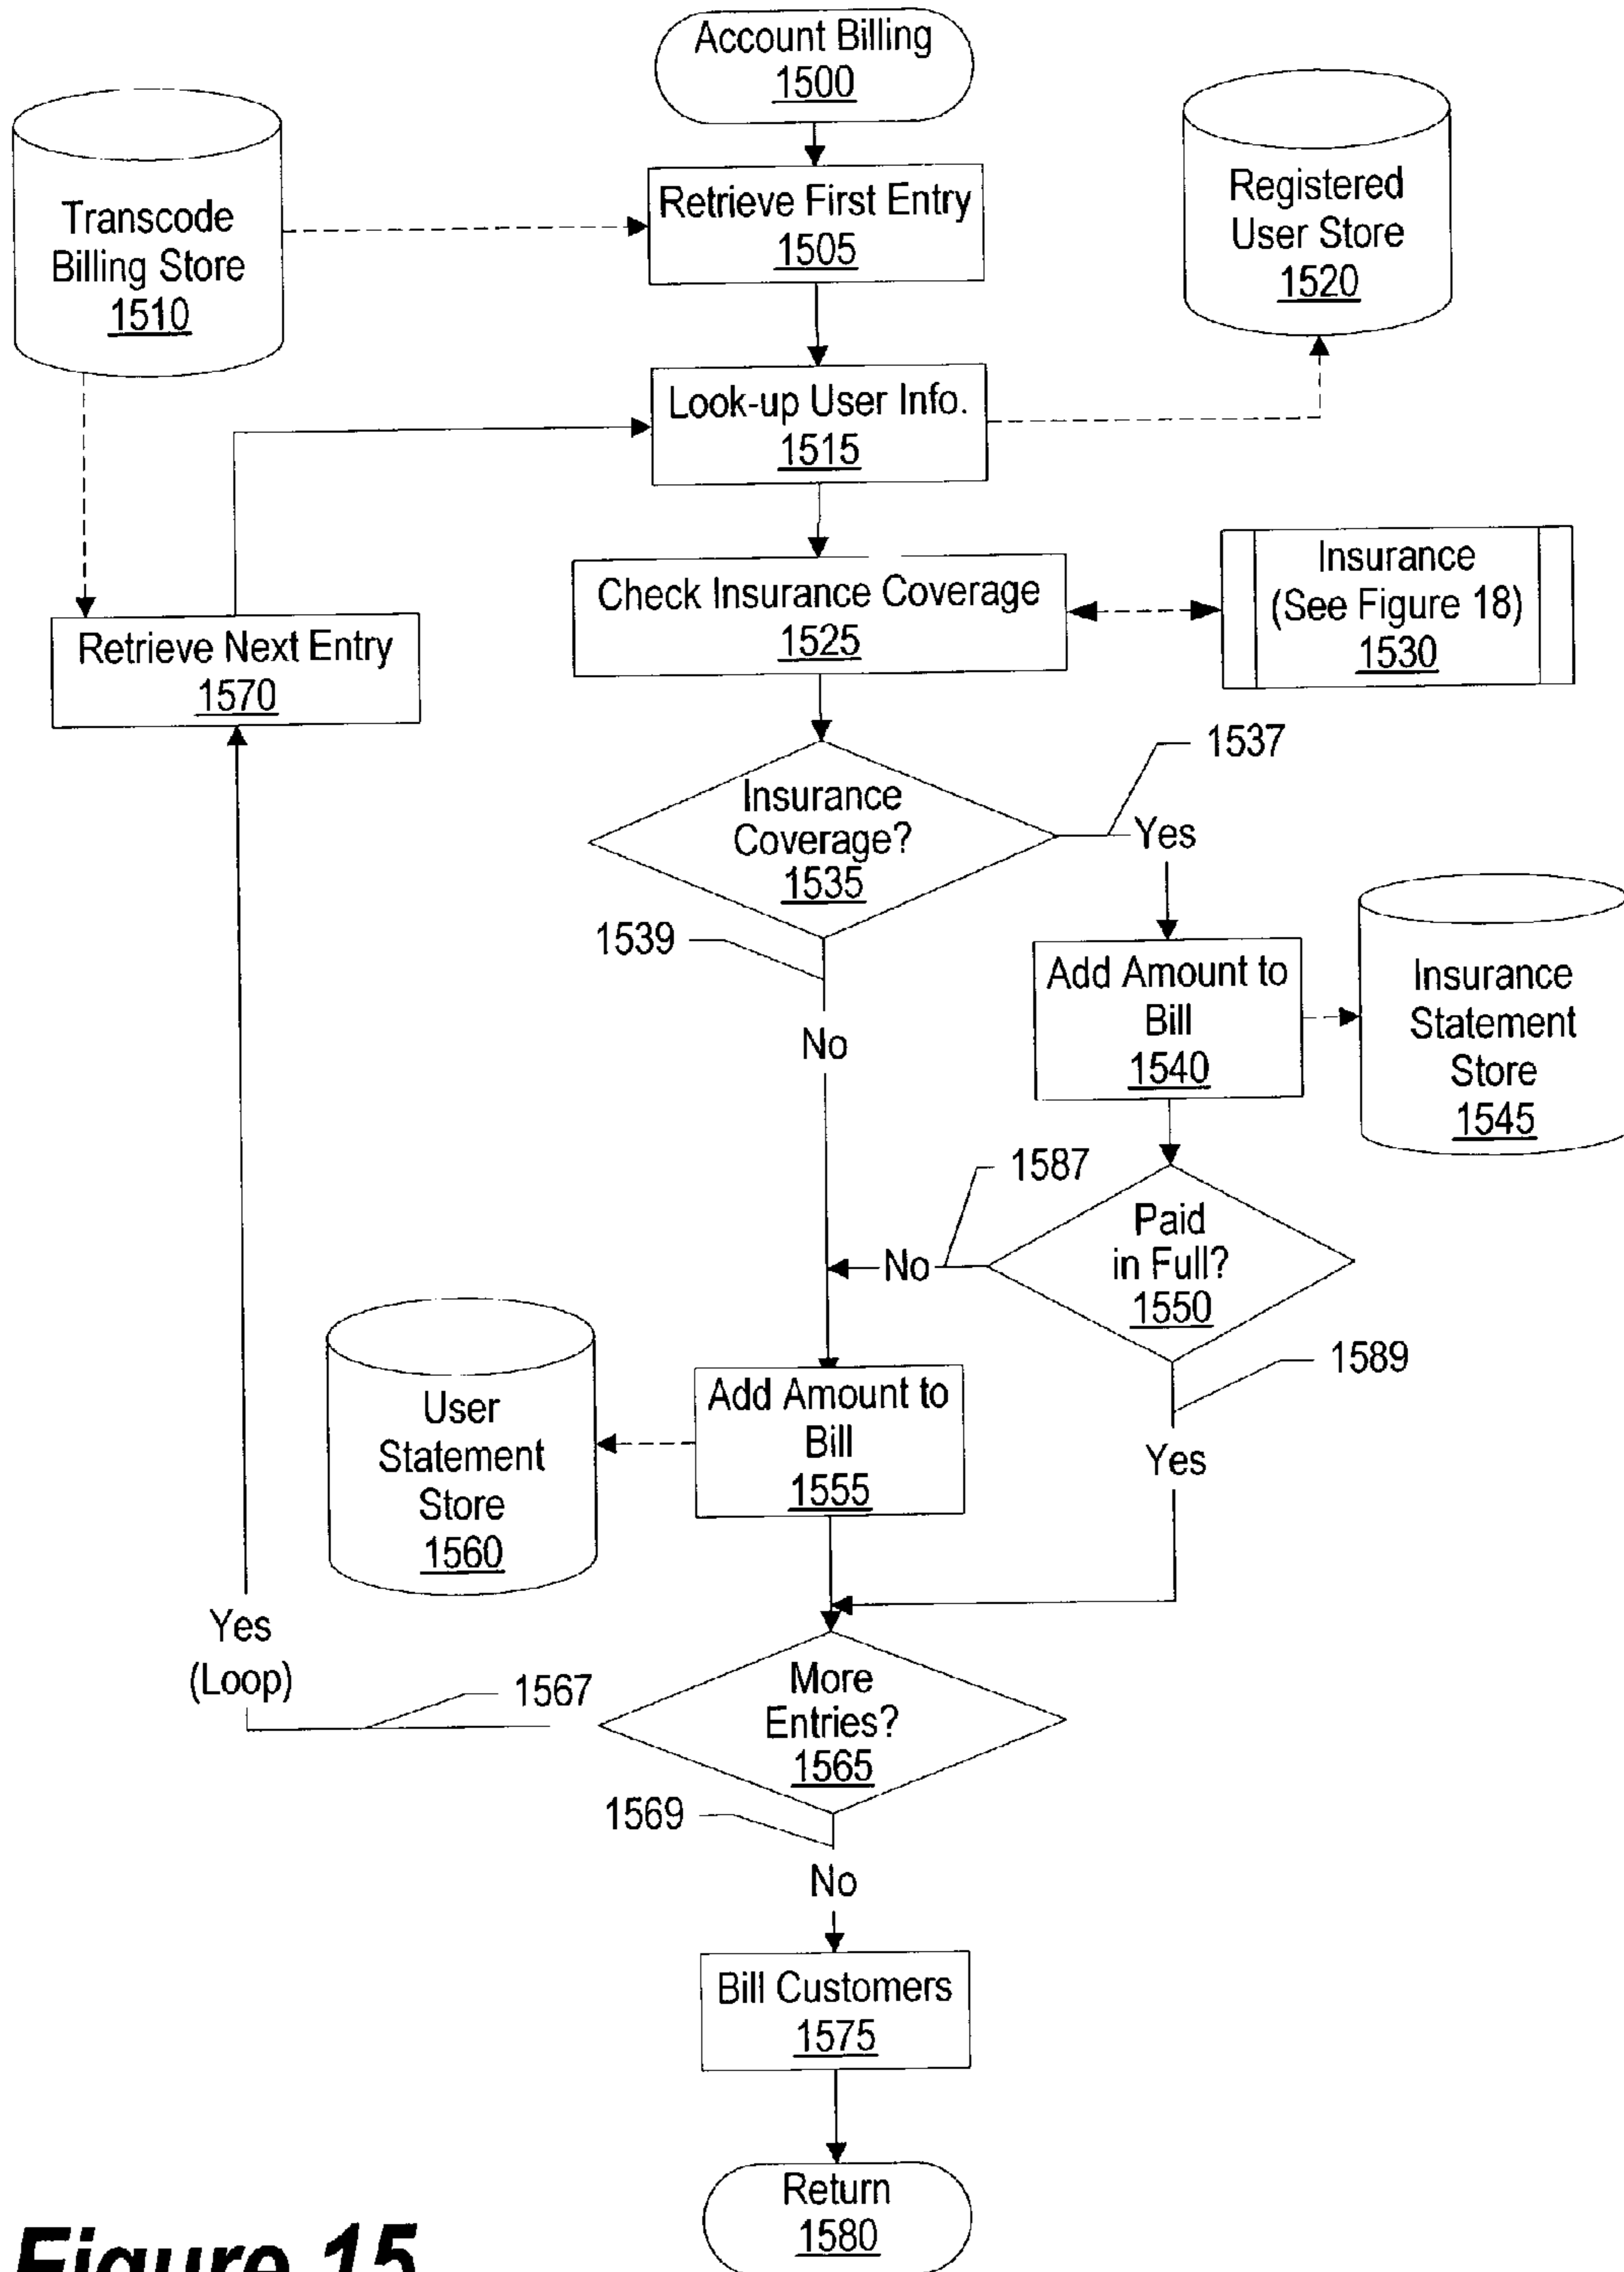 Account Billing
1500
Transcode
Billing Store
1510
Retrieve First Entry
1505
Registered
User Store
1520
Look-up User Info.
1515
Check Insurance Coverage
1525
Insurance
(See Figure 18)
1530
Retrieve Next Entry
1570
1537
Insurance
Coverage?
1535
Yes
1539
No
Add Amount to
Bill
1540
Insurance
Statement
Store
1545
1587
Paid
in Full?
1550
No
1589
Yes
User
Statement
Store
1560
Add Amount to
Bill
1555
Yes
(Loop)
1567
More
Entries?
1565
1569
No
Bill Customers
1575
Return
1580
Figure 15